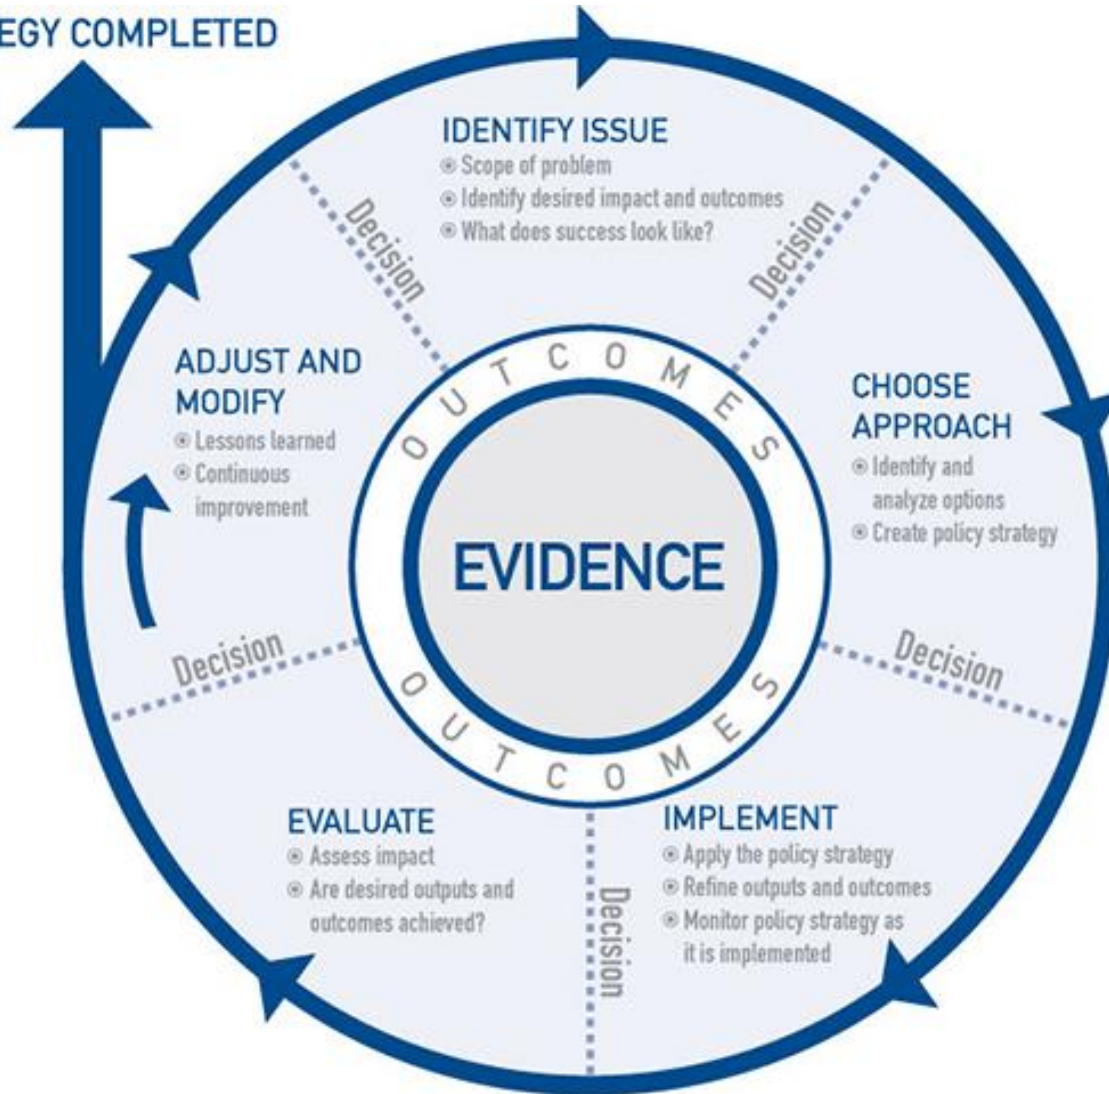 EGY COMPLETED
IDENTIFY ISSUE
Scope of problem
Identify desired impact and outcomes
What does success look like?
Decision
Decision
OUTCOMES
ADJUST AND
MODIFY
Lessons learned
Continuous
improvement
CHOOSE
APPROACH
Identify and
analyze options
Create policy strategy
EVIDENCE
Decision
Decision
OUTCOMES
EVALUATE
Assess impact
Are desired outputs and
outcomes achieved?
Decision
IMPLEMENT
Apply the policy strategy
Refine outputs and outcomes
Monitor policy strategy as
it is implemented